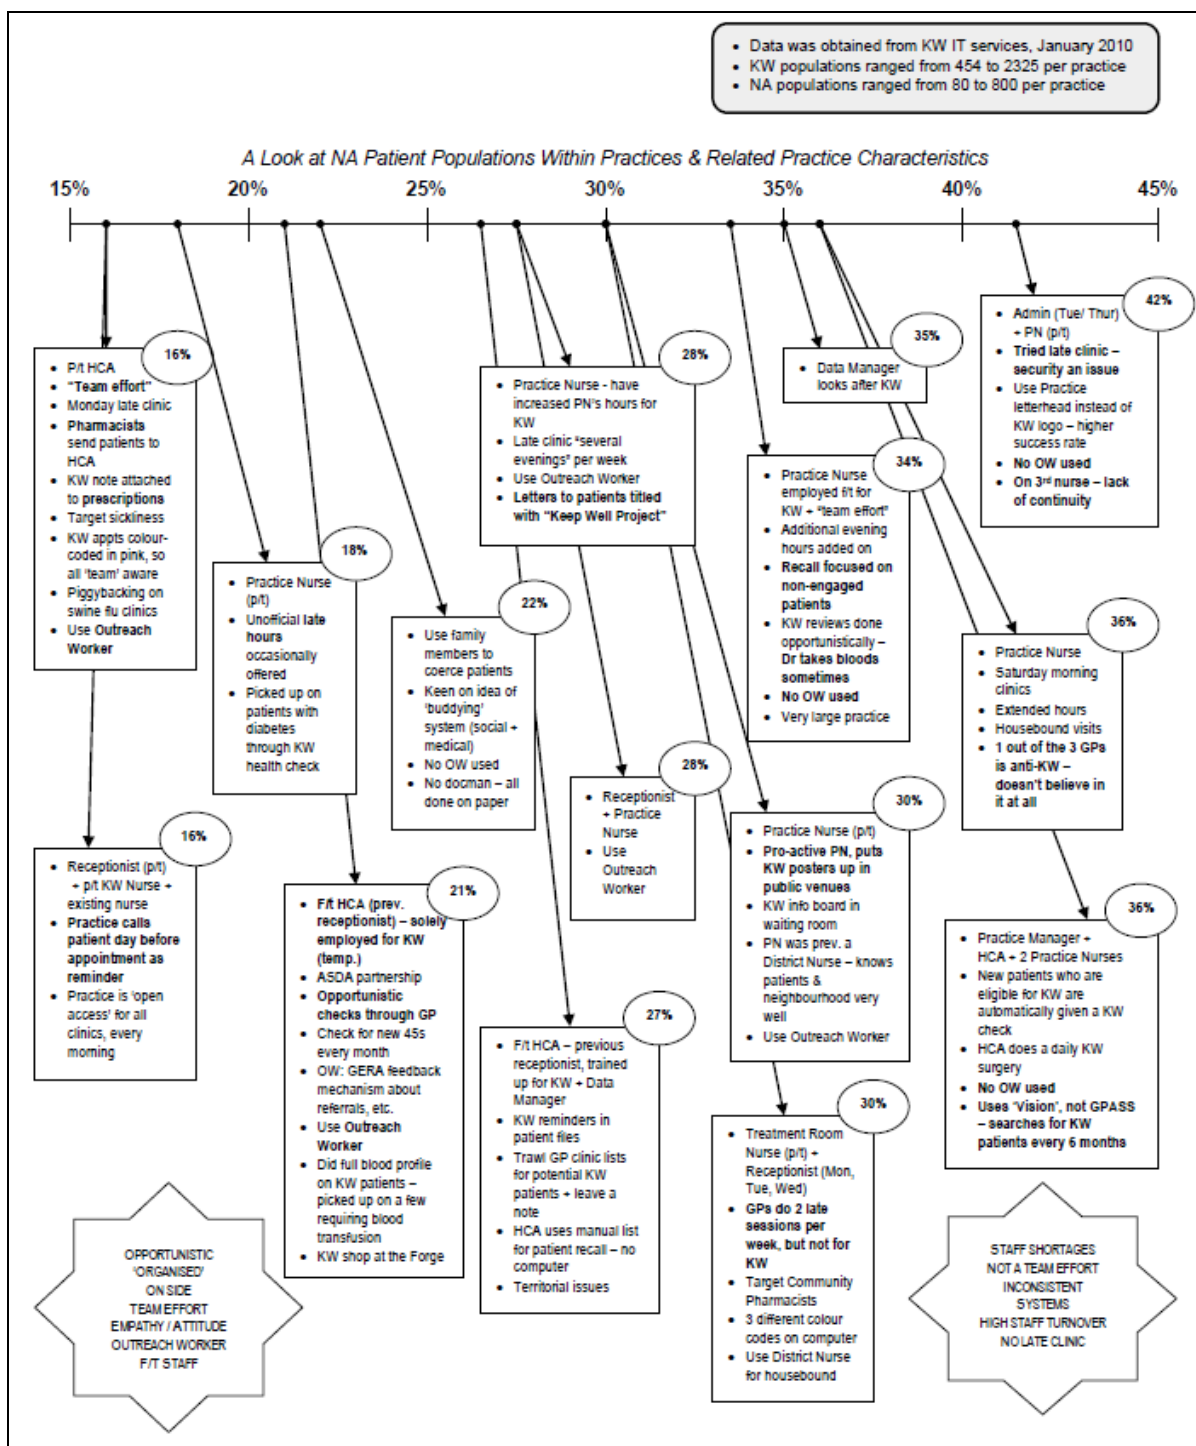 • Data was obtained from KW IT services, January 2010
• KW populations ranged from 454 to 2325 per practice
• NA populations ranged from 80 to 800 per practice
A Look at NA Patient Populations Within Practices & Related Practice Characteristics
15%
20%
25%
30%
35%
40%
45%
16%
• P/t HCA
• "Team effort"
• Monday late clinic
• Pharmacists
send patients to
HCA
• KW note attached
to prescriptions
• Target sickliness
• KW appts colour-
coded in pink, so
all 'team' aware
• Piggybacking on
swine flu clinics
• Use Outreach
Worker
16%
• Receptionist (p/t)
+ p/t KW Nurse +
existing nurse
• Practice calls
patient day before
appointment as
reminder
• Practice is 'open
access' for all
clinics, every
morning
18%
• Practice Nurse
(p/t)
• Unofficial late
hours
occasionally
offered
• Picked up on
patients with
diabetes
through KW
health check
21%
• F/t HCA (prev.
receptionist) – solely
employed for KW
(temp.)
• ASDA partnership
• Opportunistic
checks through GP
• Check for new 45s
every month
• OW: GERA feedback
mechanism about
referrals, etc.
• Use Outreach
Worker
• Did full blood profile
on KW patients –
picked up on a few
requiring blood
transfusion
• KW shop at the Forge
22%
• Use family
members to
coerce patients
• Keen on idea of
'buddying'
system (social +
medical)
• No OW used
• No docman – all
done on paper
27%
• F/t HCA – previous
receptionist, trained
up for KW + Data
Manager
• KW reminders in
patient files
• Trawl GP clinic lists
for potential KW
patients + leave a
note
• HCA uses manual list
for patient recall – no
computer
• Territorial issues
28%
• Practice Nurse - have
increased PN's hours for
KW
• Late clinic "several
evenings" per week
• Use Outreach Worker
• Letters to patients titled
with "Keep Well Project"
28%
• Receptionist
+ Practice
Nurse
• Use
Outreach
Worker
30%
• Practice Nurse (p/t)
• Pro-active PN, puts
KW posters up in
public venues
• KW info board in
waiting room
• PN was prev. a
District Nurse – knows
patients &
neighbourhood very
well
• Use Outreach Worker
30%
• Treatment Room
Nurse (p/t) +
Receptionist (Mon,
Tue, Wed)
• GPs do 2 late
sessions per
week, but not for
KW
• Target Community
Pharmacists
• 3 different colour
codes on computer
• Use District Nurse
for housebound
34%
• Practice Nurse
employed f/t for
KW + "team effort"
• Additional evening
hours added on
• Recall focused on
non-engaged
patients
• KW reviews done
opportunistically –
Dr takes bloods
sometimes
• No OW used
• Very large practice
35%
• Data Manager
looks after KW
36%
• Practice Nurse
• Saturday morning
clinics
• Extended hours
• Housebound visits
• 1 out of the 3 GPs
is anti-KW –
doesn't believe in
it at all
36%
• Practice Manager +
HCA + 2 Practice Nurses
• New patients who are
eligible for KW are
automatically given a KW
check
• HCA does a daily KW
surgery
• No OW used
• Uses 'Vision', not GPASS
– searches for KW
patients every 6 months
42%
• Admin (Tue/ Thur)
+ PN (p/t)
• Tried late clinic –
security an issue
• Use Practice
letterhead instead of
KW logo – higher
success rate
• No OW used
• On 3rd nurse – lack
of continuity
OPPORTUNISTIC
'ORGANISED'
ON SIDE
TEAM EFFORT
EMPATHY / ATTITUDE
OUTREACH WORKER
F/T STAFF
STAFF SHORTAGES
NOT A TEAM EFFORT
INCONSISTENT
SYSTEMS
HIGH STAFF TURNOVER
NO LATE CLINIC